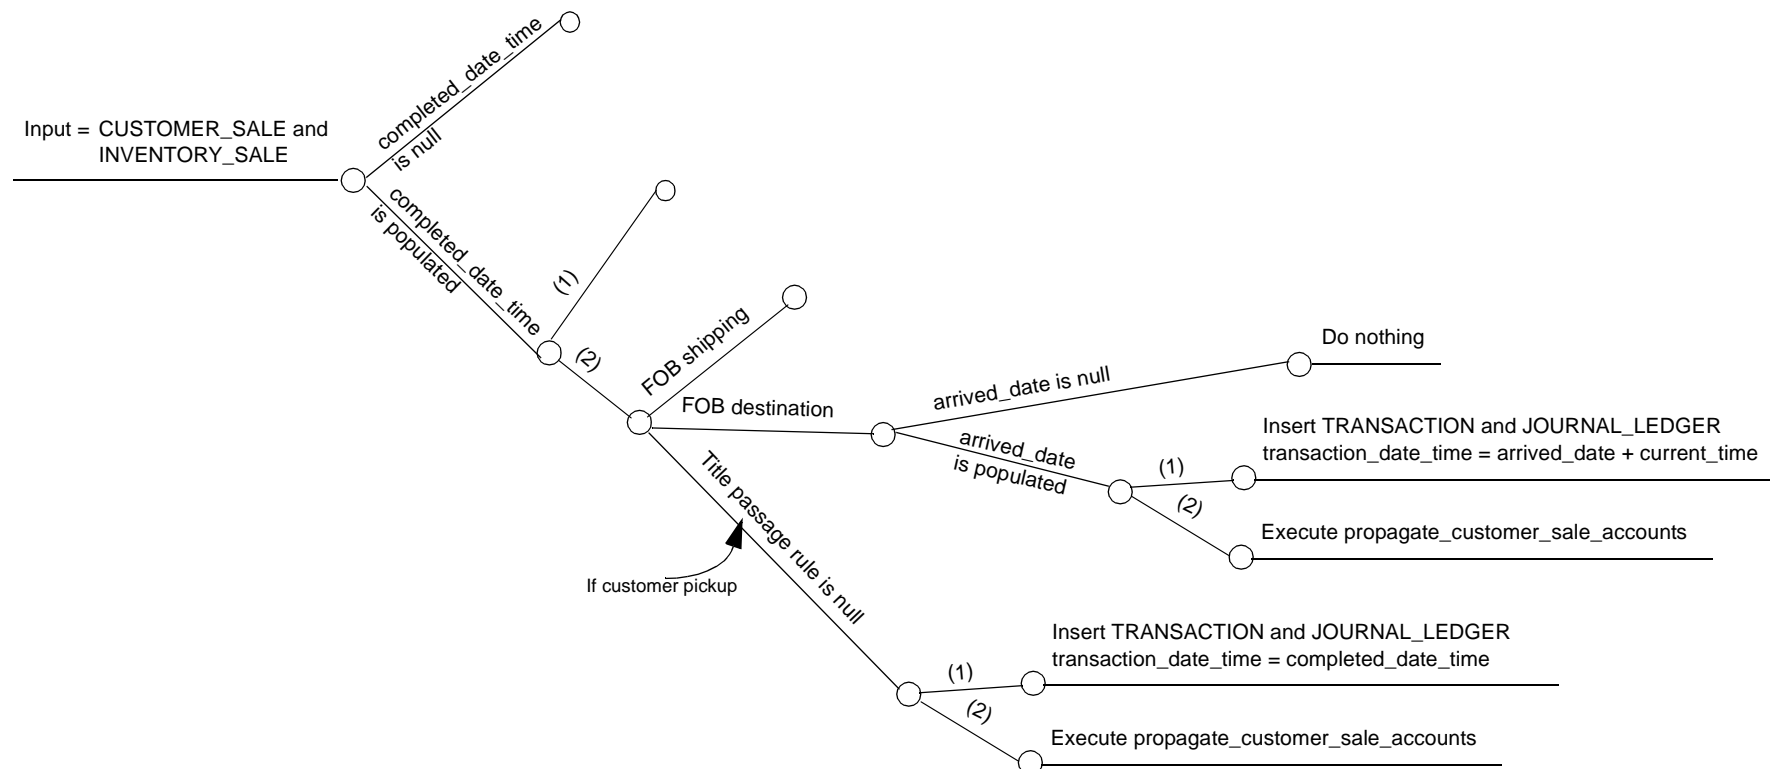 completed_date_time
is null
Input = CUSTOMER_SALE and
INVENTORY_SALE
completed_date_time
is populated
(1)
(2)
FOB shipping
FOB destination
arrived_date is null
Do nothing
arrived_date
is populated
(1)
Insert TRANSACTION and JOURNAL_LEDGER
transaction_date_time = arrived_date + current_time
(2)
Execute propagate_customer_sale_accounts
Title passage rule is null
If customer pickup
(1)
Insert TRANSACTION and JOURNAL_LEDGER
transaction_date_time = completed_date_time
(2)
Execute propagate_customer_sale_accounts